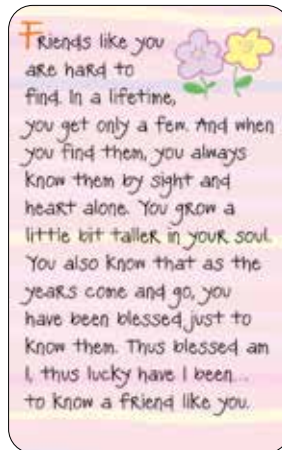 Friends like you
are hard to
find. In a lifetime,
you get only a few. And when
you find them, you always
know them by sight and
heart alone. You grow a
little bit taller in your soul.
You also know that as the
years come and go, you
have been blessed just to
know them. Thus blessed am
I, thus lucky have I been...
to know a friend like you.